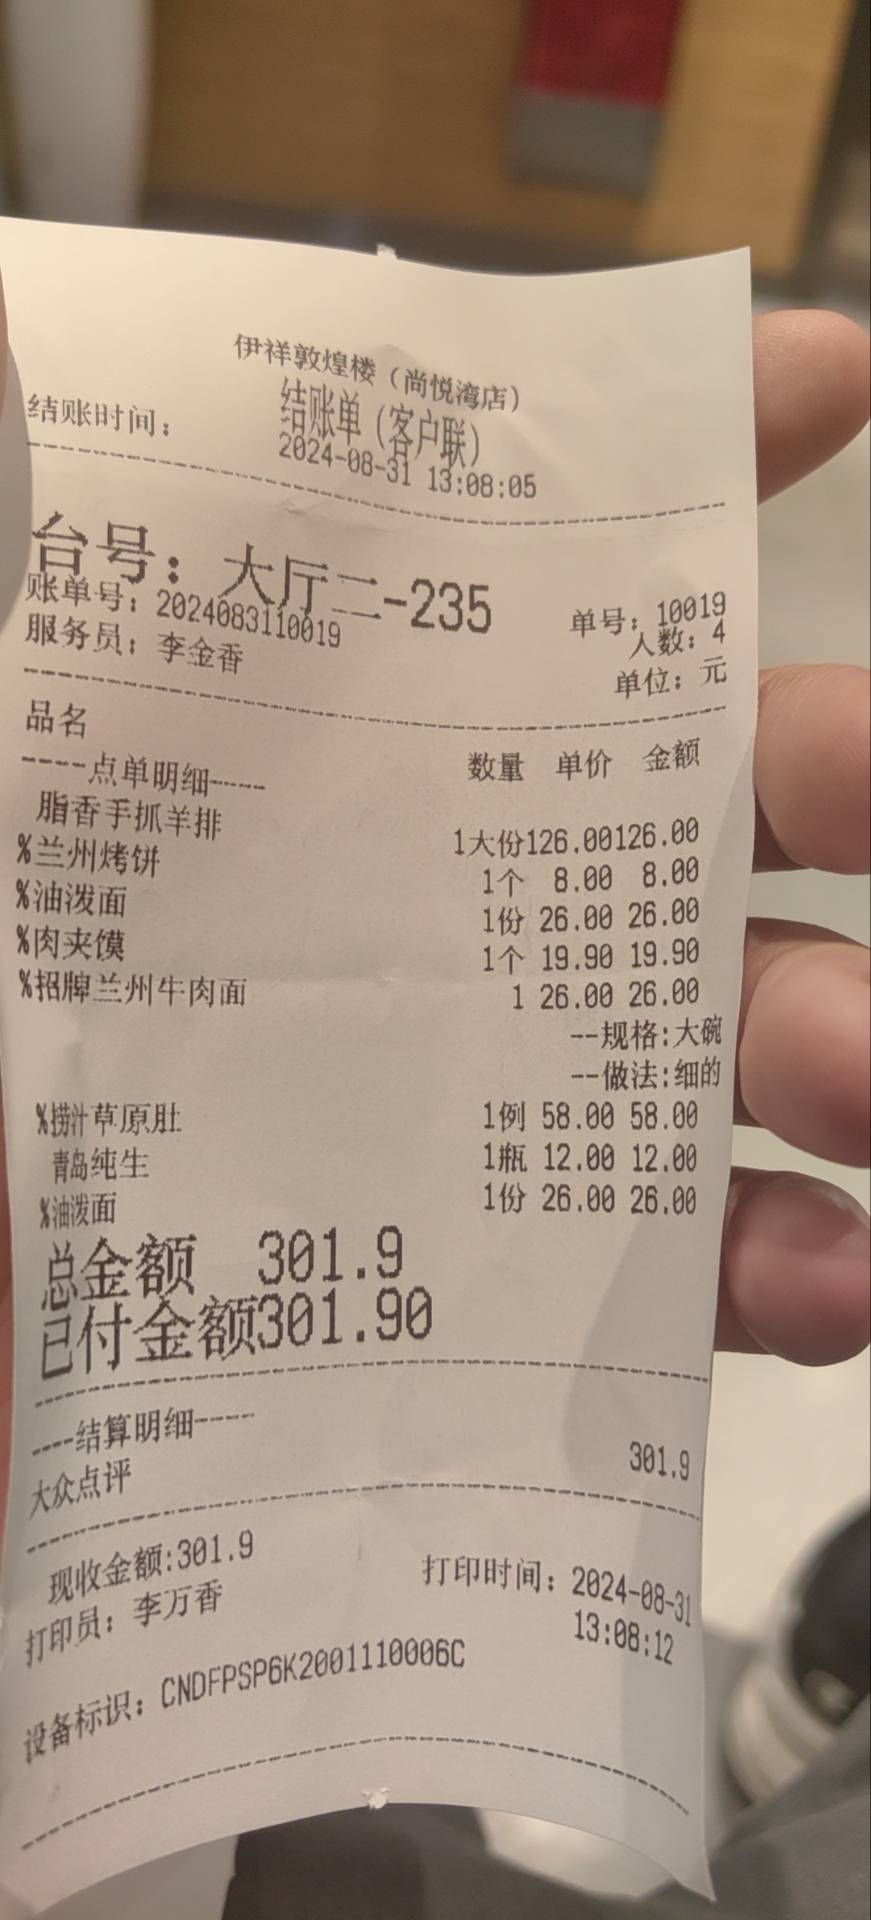 伊祥敦煌楼（尚悦湾店）
结账单（客户联）
结账时间： 2024-08-31 13:08:05
台号：大厅二-235
账单号：2024083110019 单号：10019
服务员：李金香 人数：4
单位：元
品名 数量 单价 金额
----点单明细-----
脂香手抓羊排 1大份126.00126.00
%兰州烤饼 1个 8.00 8.00
%油泼面 1份 26.00 26.00
%肉夹馍 1个 19.90 19.90
%招牌兰州牛肉面 1 26.00 26.00
--规格:大碗
--做法:细的
%捞汁草原肚 1例 58.00 58.00
青岛纯生 1瓶 12.00 12.00
%油泼面 1份 26.00 26.00
总金额 301.9
已付金额301.90
----结算明细-----
大众点评 301.9
现收金额:301.9
打印员：李万香 打印时间：2024-08-31
13:08:12
设备标识：CNDFPSP6K2001110006C